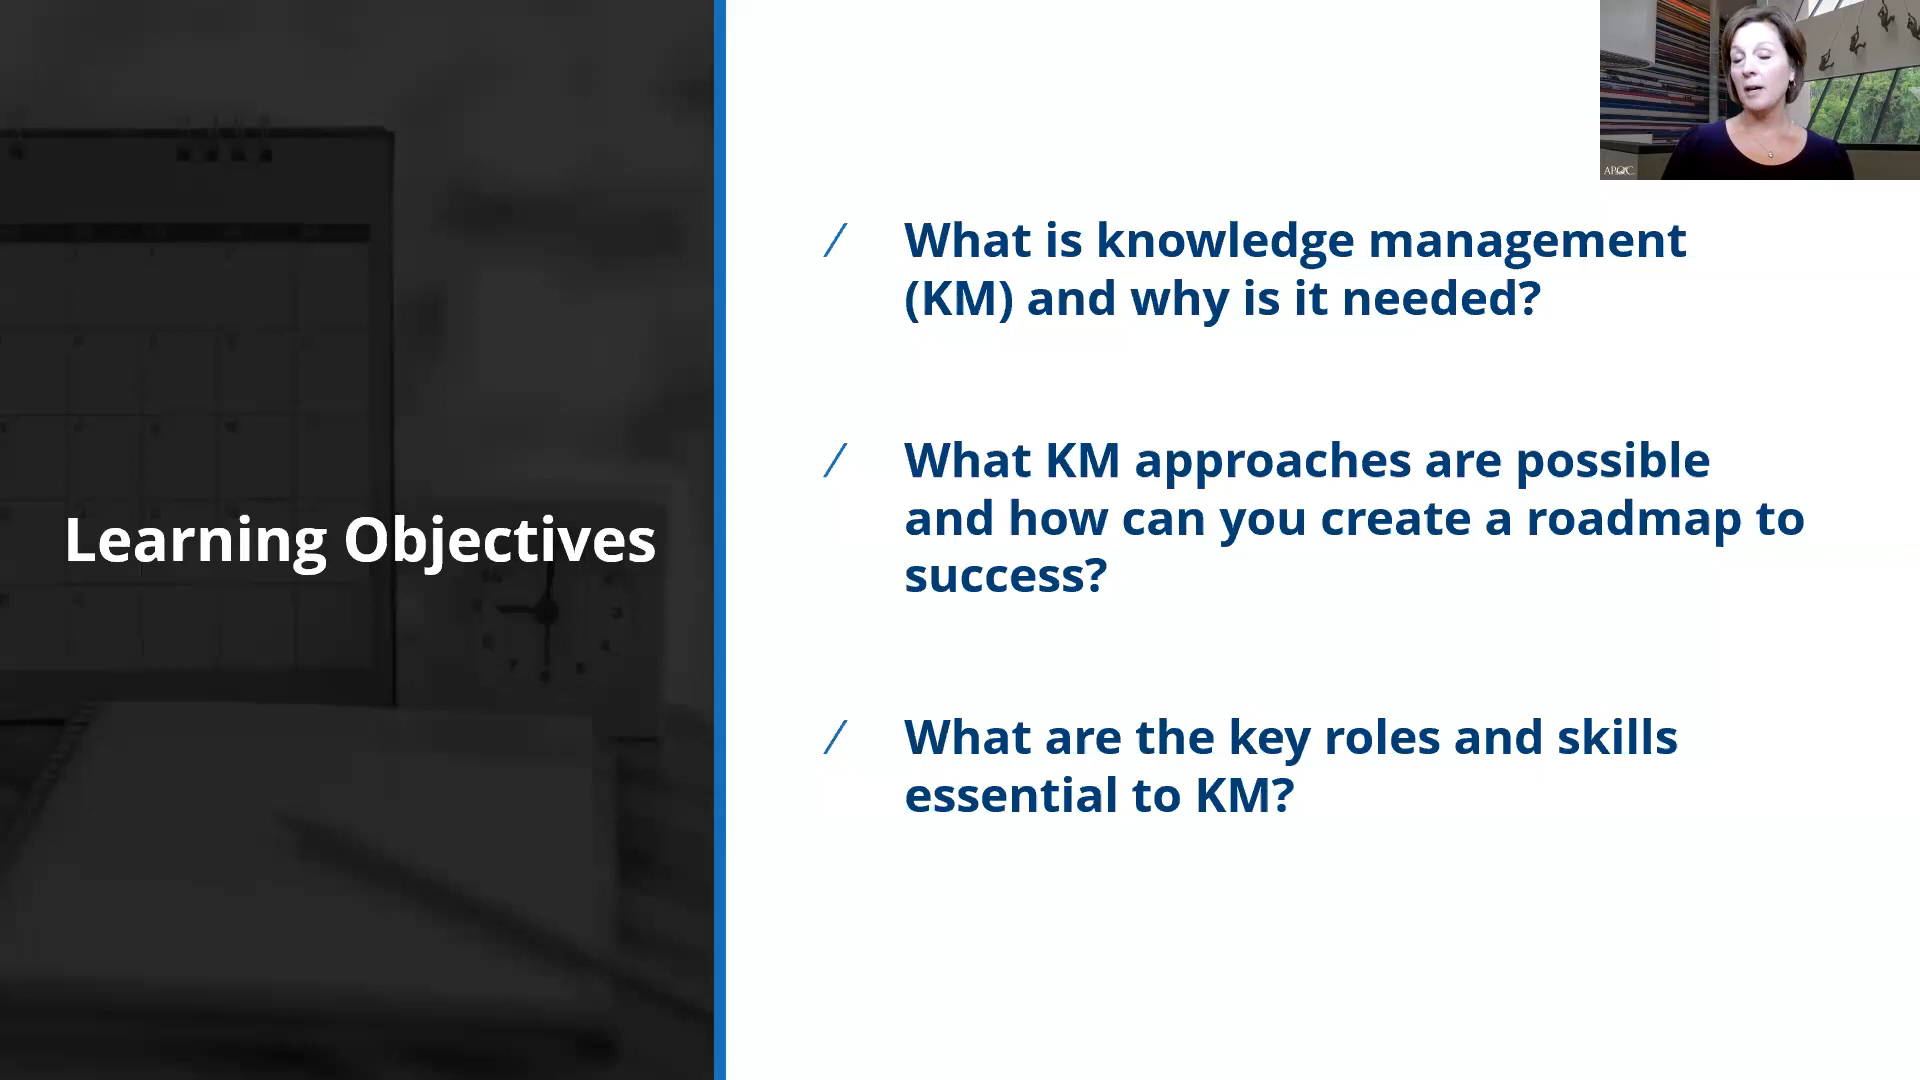 APQC
What is knowledge management
(KM) and why is it needed?
What KM approaches are possible
and how can you create a roadmap to
success?
Learning Objectives
What are the key roles and skills
essential to KM?